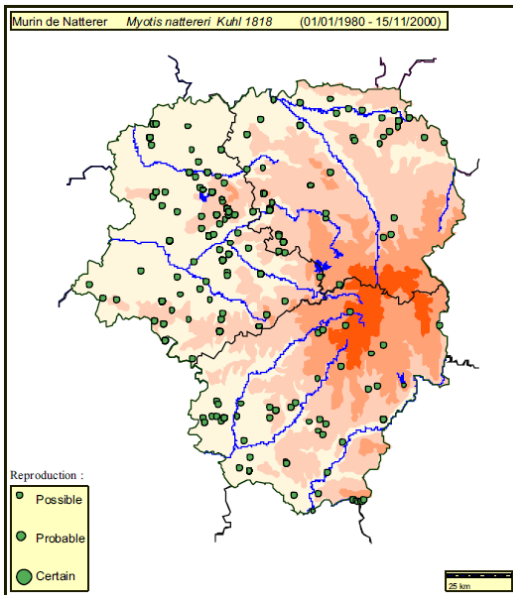 Murin de Natterer Myotis nattereri Kuhl 1818 (01/01/1980 - 15/11/2000)
Reproduction :
Possible
Probable
Certain
25 km